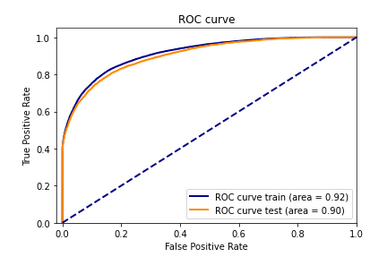 ROC curve
1.0
0.8
0.6
0.4
0.2
0.0
True Positive Rate
0.0 0.2 0.4 0.6 0.8 1.0
False Positive Rate
ROC curve train (area = 0.92)
ROC curve test (area = 0.90)